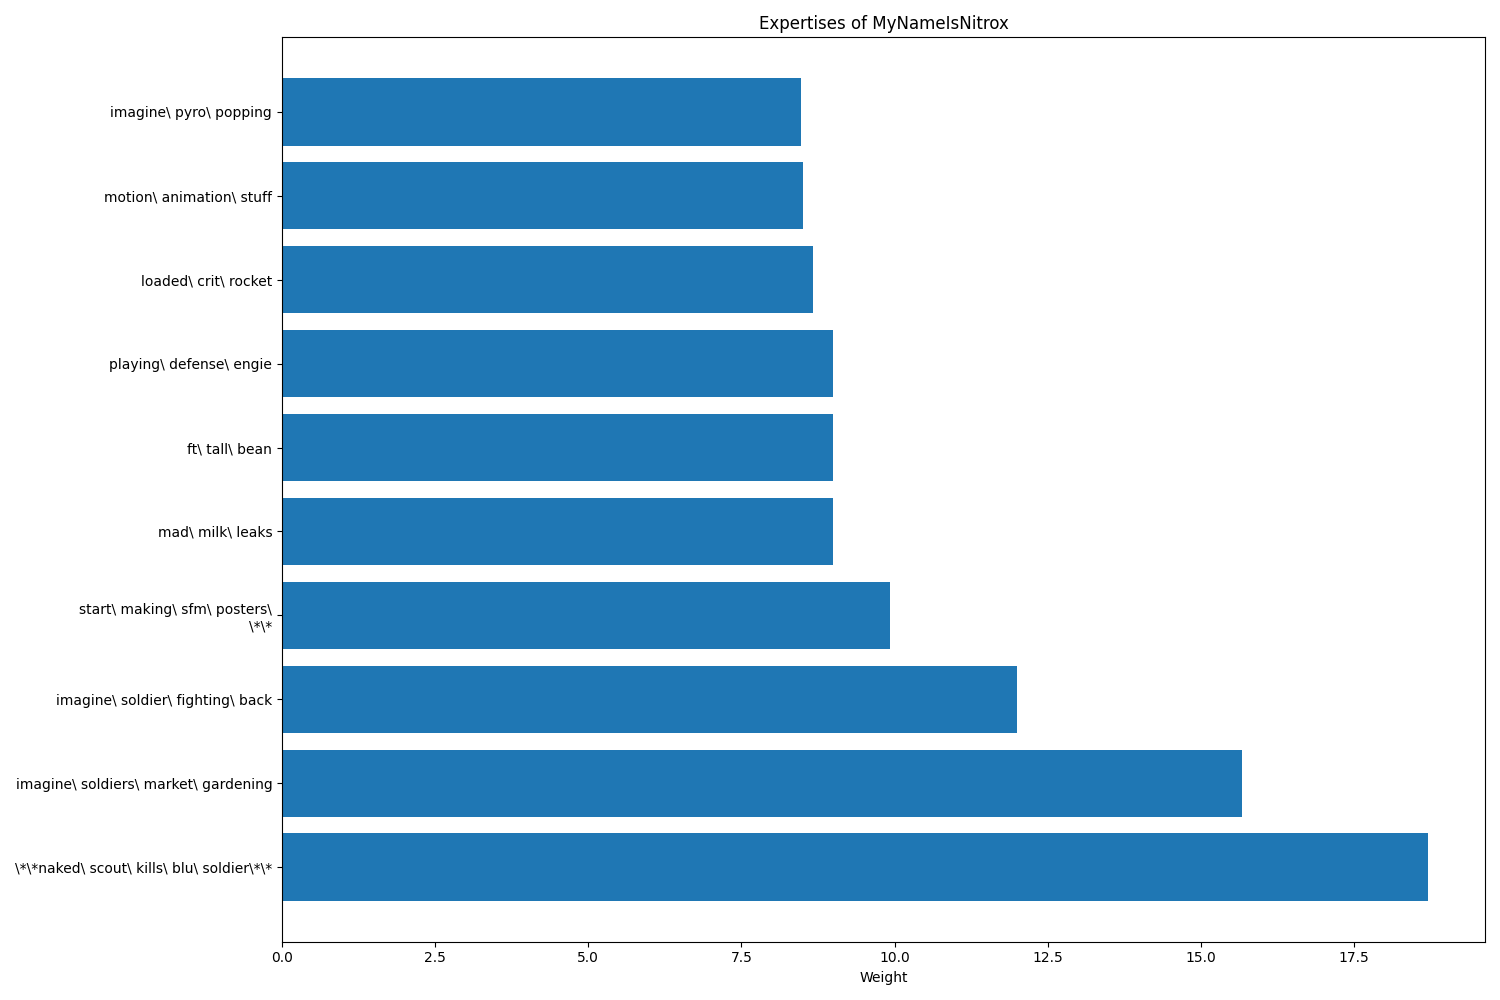 Expertises of MyNameIsNitrox
imagine\ pyro\ popping
motion\ animation\ stuff
loaded\ crit\ rocket
playing\ defense\ engie
ft\ tall\ bean
mad\ milk\ leaks
start\ making\ sfm\ posters\
\*\*
imagine\ soldier\ fighting\ back
imagine\ soldiers\ market\ gardening
\*\*naked\ scout\ kills\ blu\ soldier\*\*
0.0 2.5 5.0 7.5 10.0 12.5 15.0 17.5
Weight